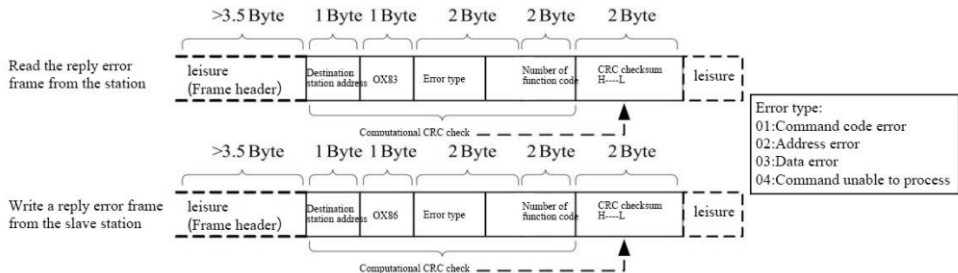 >3.5 Byte 1 Byte 1 Byte 2 Byte 2 Byte 2 Byte
Read the reply error
frame from the station
leisure
(Frame header)
Destination
station address
OX83
Error type
Number of
function code
CRC checksum
H----L
leisure
Computational CRC check
Error type:
01:Command code error
02:Address error
03:Data error
04:Command unable to process
>3.5 Byte 1 Byte 1 Byte 2 Byte 2 Byte 2 Byte
Write a reply error frame
from the slave station
leisure
(Frame header)
Destination
station address
OX86
Error type
Number of
function code
CRC checksum
H----L
leisure
Computational CRC check